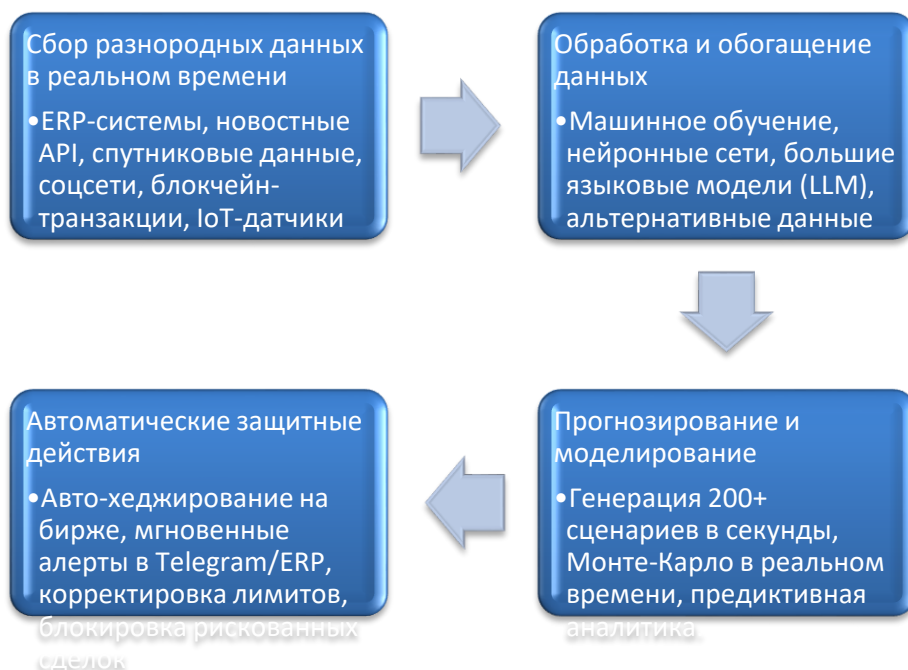 Сбор разнородных данных
в реальном времени
•ERP-системы, новостные
API, спутниковые данные,
соцсети, блокчейн-
транзакции, IoT-датчики
Обработка и обогащение
данных
•Машинное обучение,
нейронные сети, большие
языковые модели (LLM),
альтернативные данные
Прогнозирование и
моделирование
•Генерация 200+
сценариев в секунды,
Монте-Карло в реальном
времени, предиктивная
аналитика.
Автоматические защитные
действия
•Авто-хеджирование на
бирже, мгновенные
алерты в Telegram/ERP,
корректировка лимитов,
блокировка рискованных
сделок